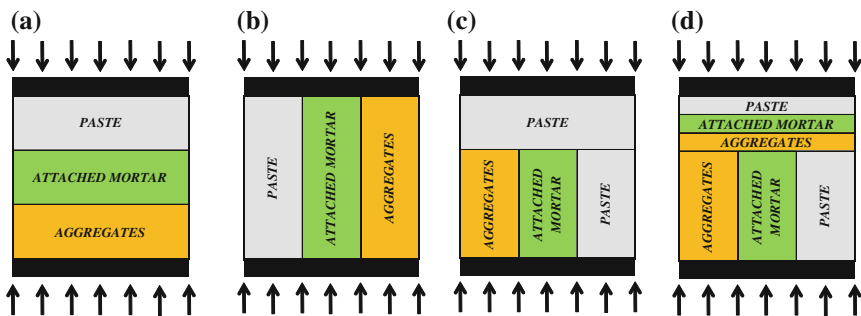 (a)
PASTE
ATTACHED MORTAR
AGGREGATES
(b)
PASTE
ATTACHED MORTAR
AGGREGATES
(c)
PASTE
AGGREGATES
ATTACHED
MORTAR
PASTE
(d)
PASTE
ATTACHED MORTAR
AGGREGATES
AGGREGATES
ATTACHED
MORTAR
PASTE